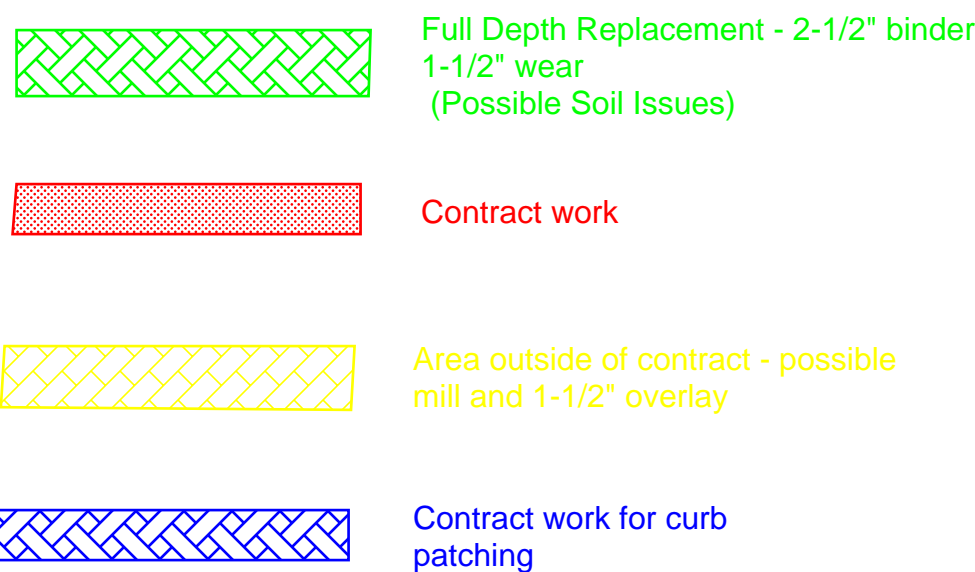 Full Depth Replacement - 2-1/2" binder
1-1/2" wear
(Possible Soil Issues)
Contract work
Area outside of contract - possible
mill and 1-1/2" overlay
Contract work for curb
patching